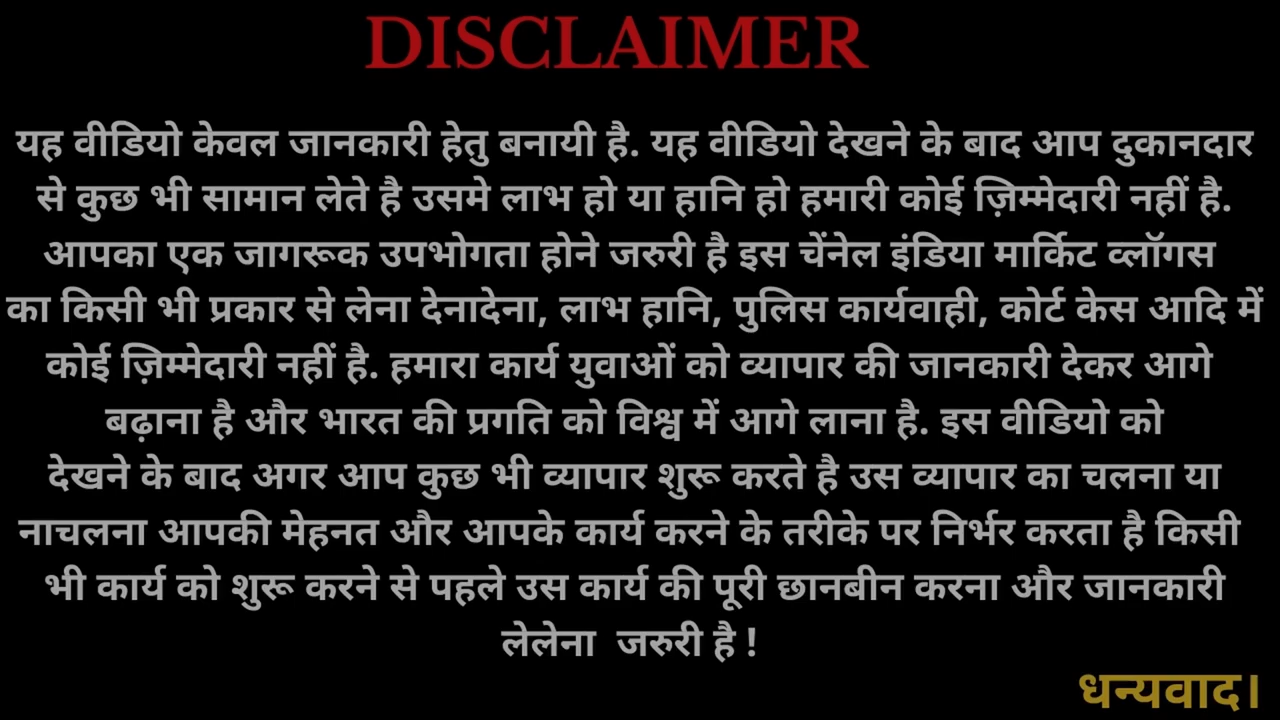 DISCLAIMER
यह वीडियो केवल जानकारी हेतु बनायी है. यह वीडियो देखने के बाद आप दुकानदार
से कुछ भी सामान लेते है उसमे लाभ हो या हानि हो हमारी कोई ज़िम्मेदारी नहीं है.
आपका एक जागरूक उपभोगता होने जरुरी है इस चेंनेल इंडिया मार्किट व्लॉगस
का किसी भी प्रकार से लेना देनादेना, लाभ हानि, पुलिस कार्यवाही, कोर्ट केस आदि में
कोई ज़िम्मेदारी नहीं है. हमारा कार्य युवाओं को व्यापार की जानकारी देकर आगे
बढ़ाना है और भारत की प्रगति को विश्व में आगे लाना है. इस वीडियो को
देखने के बाद अगर आप कुछ भी व्यापार शुरू करते है उस व्यापार का चलना या
नाचलना आपकी मेहनत और आपके कार्य करने के तरीके पर निर्भर करता है किसी
भी कार्य को शुरू करने से पहले उस कार्य की पूरी छानबीन करना और जानकारी
लेलेना  जरुरी है !
धन्यवाद।